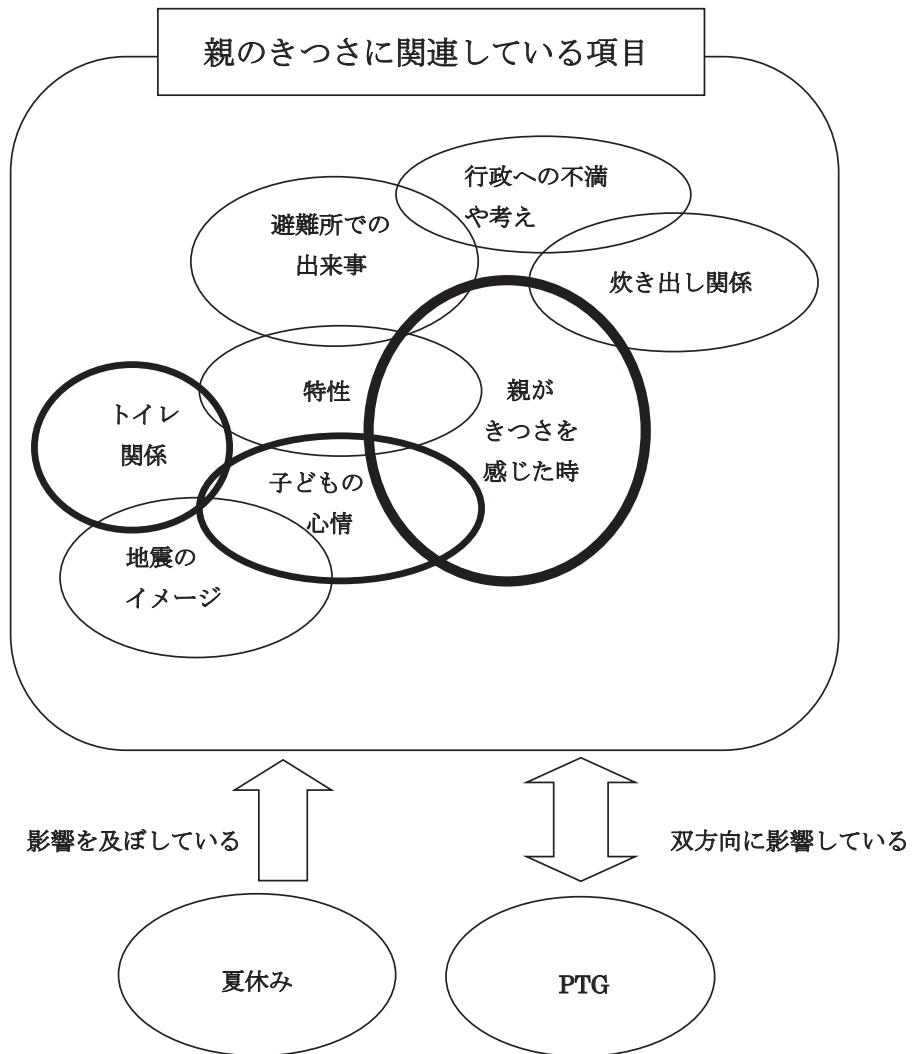 親のきつさに関連している項目
行政への不満
や考え
避難所での
出来事
炊き出し関係
特性
親が
きつさを
感じた時
トイレ
関係
子どもの
心情
地震の
イメージ
影響を及ぼしている
双方向に影響している
夏休み
PTG